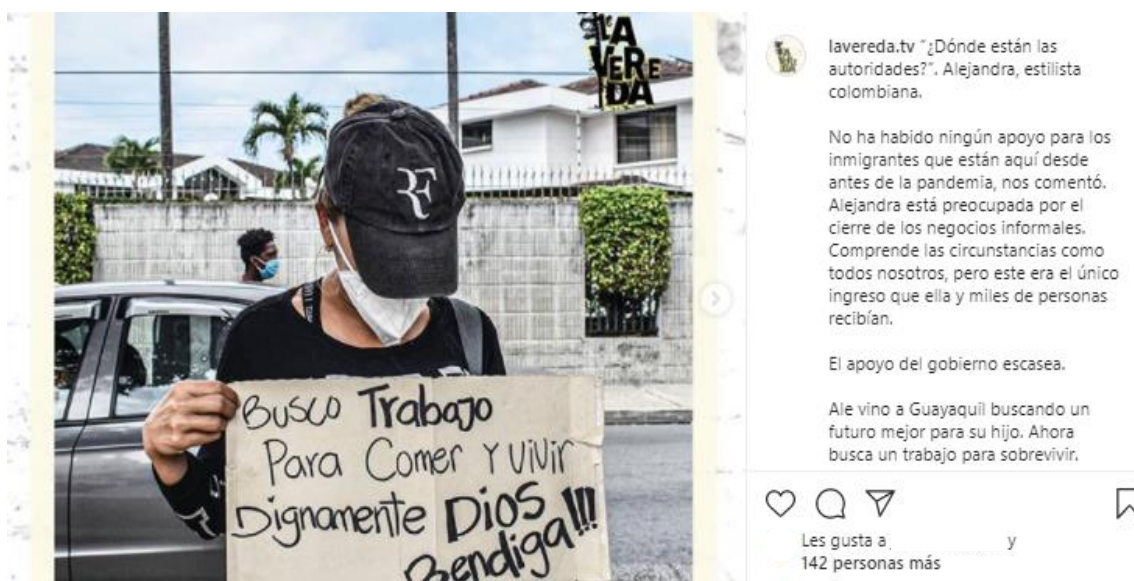 LA
VERE
DA
RF
BUSCO Trabajo
Para Comer Y ViVir
Dignamente DIOS
Bendiga!!!
lavereda.tv "¿Dónde están las
autoridades?". Alejandra, estilista
colombiana.
No ha habido ningún apoyo para los
inmigrantes que están aquí desde
antes de la pandemia, nos comentó.
Alejandra está preocupada por el
cierre de los negocios informales.
Comprende las circunstancias como
todos nosotros, pero este era el único
ingreso que ella y miles de personas
recibían.
El apoyo del gobierno escasea.
Ale vino a Guayaquil buscando un
futuro mejor para su hijo. Ahora
busca un trabajo para sobrevivir.
Les gusta a y
142 personas más